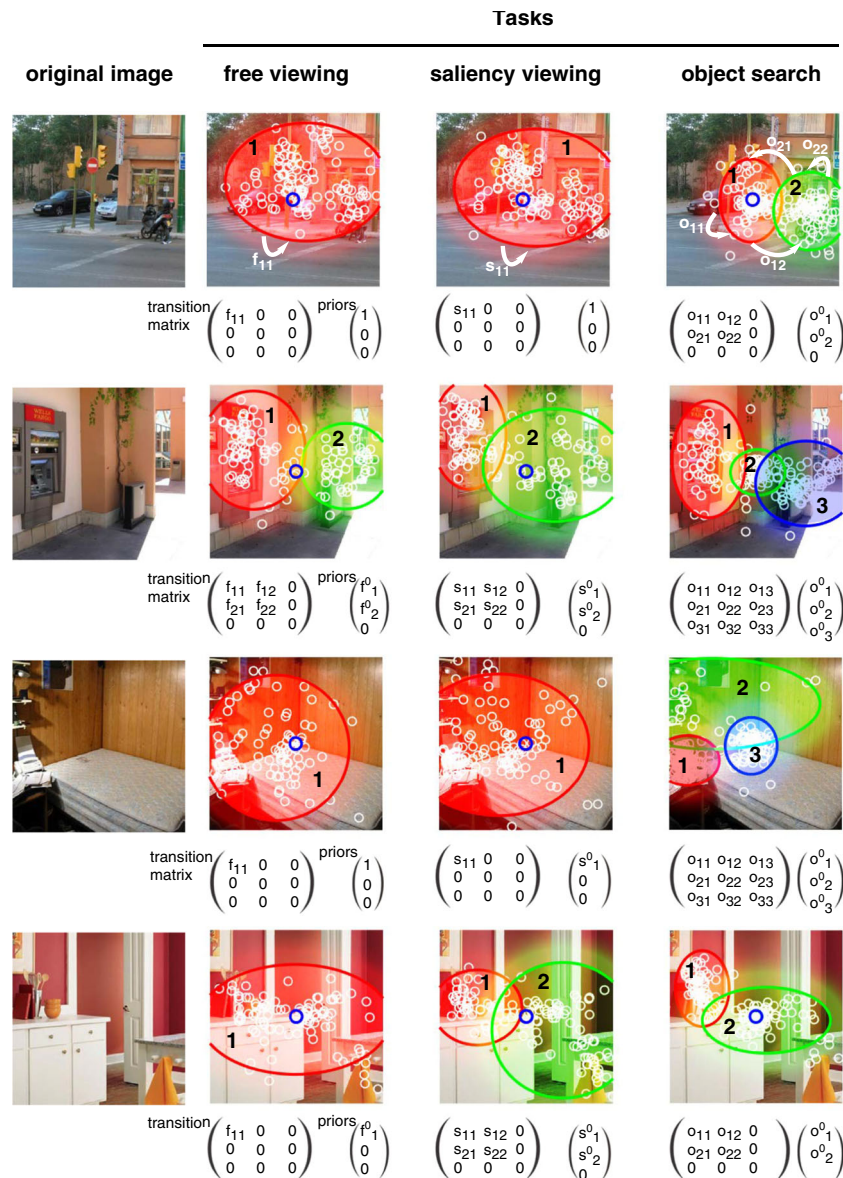 Tasks
original image free viewing saliency viewing object search
1 1 1 2 o21 o22
f11 s11 o11 o12
transition matrix
f11 0 0
0 0 0
0 0 0
priors
1
0
0
s11 0 0
0 0 0
0 0 0
1
0
0
o11 o12 0
o21 o22 0
0 0 0
o⁰1
o⁰2
0
WELLS FARGO
1 2 1 2 1 2 3
transition matrix
f11 f12 0
f21 f22 0
0 0 0
priors
f⁰1
f⁰2
0
s11 s12 0
s21 s22 0
0 0 0
s⁰1
s⁰2
0
o11 o12 o13
o21 o22 o23
o31 o32 o33
o⁰1
o⁰2
o⁰3
1 1 1 2 3
transition matrix
f11 0 0
0 0 0
0 0 0
priors
1
0
0
s11 0 0
0 0 0
0 0 0
s⁰1
0
0
o11 o12 o13
o21 o22 o23
o31 o32 o33
o⁰1
o⁰2
o⁰3
1 1 2 1 2
transition
f11 0 0
0 0 0
0 0 0
priors
f⁰1
0
0
s11 s12 0
s21 s22 0
0 0 0
s⁰1
s⁰2
0
o11 o12 0
o21 o22 0
0 0 0
o⁰1
o⁰2